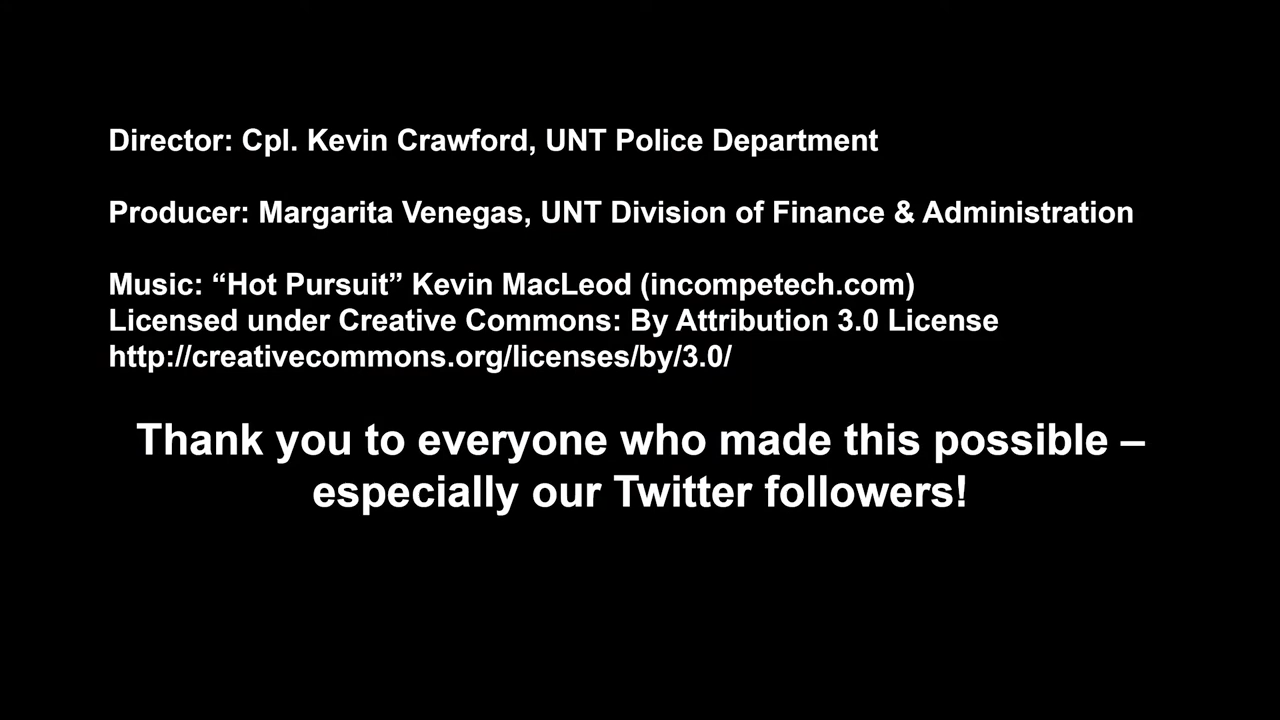 Director: Cpl. Kevin Crawford, UNT Police Department
Producer: Margarita Venegas, UNT Division of Finance & Administration
Music: “Hot Pursuit” Kevin MacLeod (incompetech.com)
Licensed under Creative Commons: By Attribution 3.0 License
http://creativecommons.org/licenses/by/3.0/
Thank you to everyone who made this possible –
especially our Twitter followers!